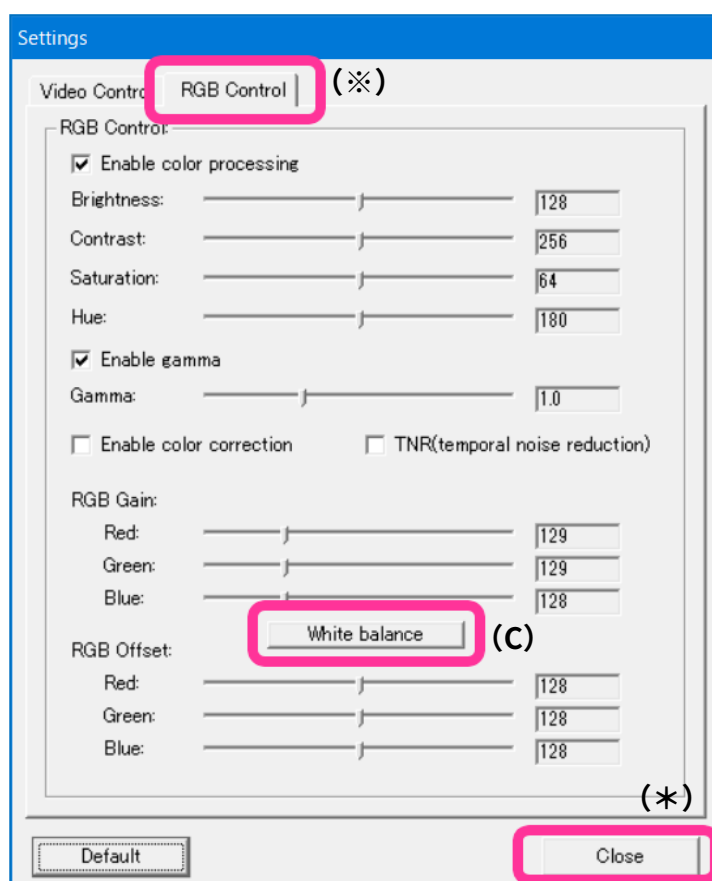 Settings
Video Contro RGB Control (※)
RGB Control:
Enable color processing
Brightness: 128
Contrast: 256
Saturation: 64
Hue: 180
Enable gamma
Gamma: 1.0
Enable color correction TNR(temporal noise reduction)
RGB Gain:
Red: 129
Green: 129
Blue: 128
White balance (C)
RGB Offset:
Red: 128
Green: 128
Blue: 128
(＊)
Default Close